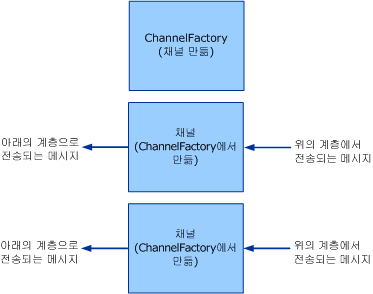 ChannelFactory
(채널 만듦)
채널
(ChannelFactory에서
만듦)
아래의 계층으로
전송되는 메시지
위의 계층에서
전송되는 메시지
채널
(ChannelFactory에서
만듦)
아래의 계층으로
전송되는 메시지
위의 계층에서
전송되는 메시지